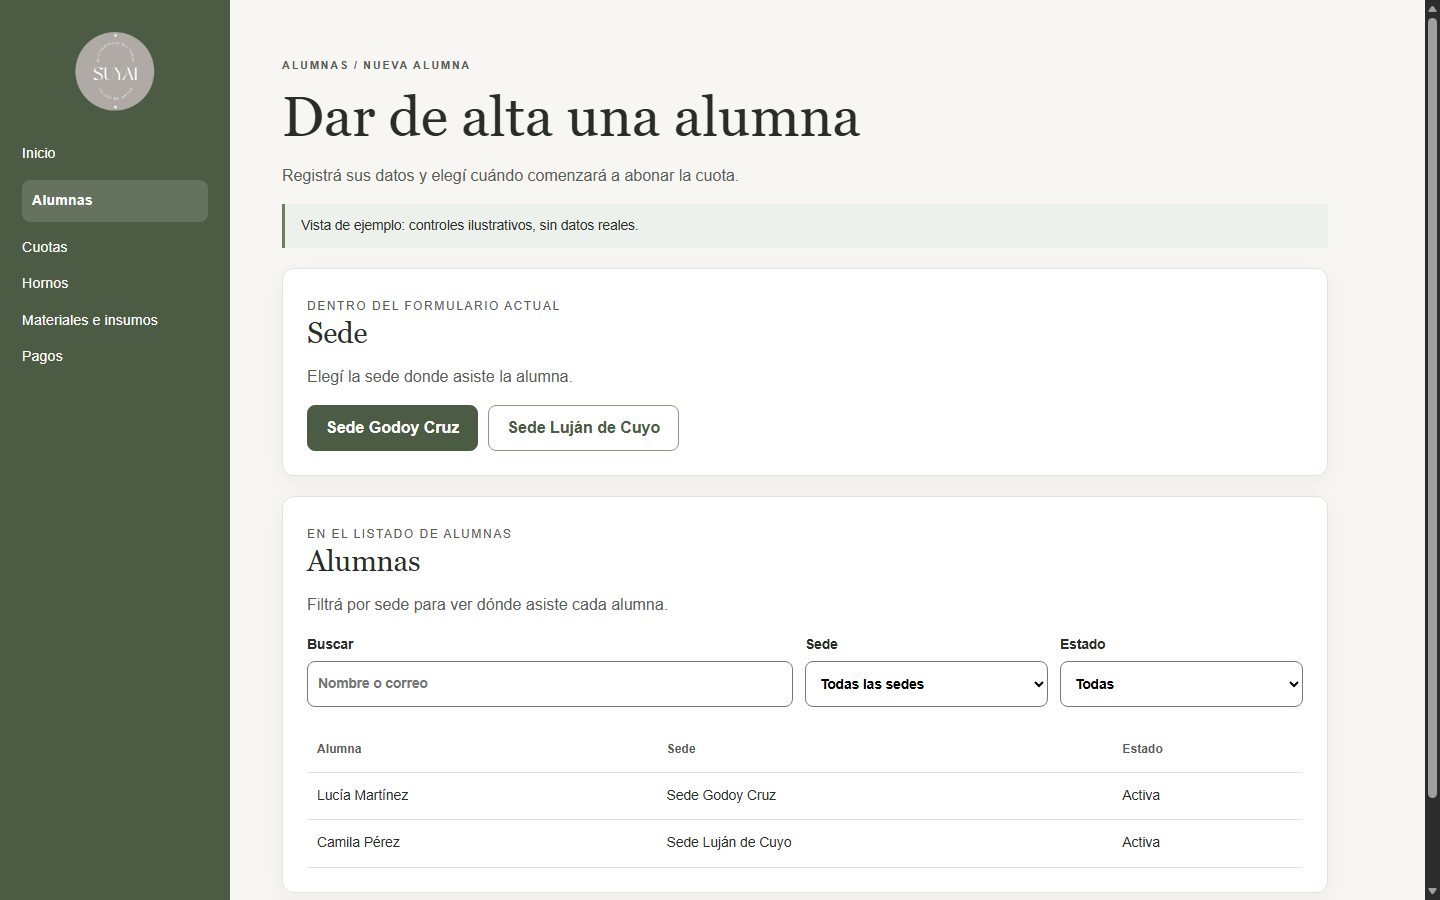 SUYAI
Inicio
Alumnas
Cuotas
Hornos
Materiales e insumos
Pagos
ALUMNAS / NUEVA ALUMNA
Dar de alta una alumna
Registrá sus datos y elegí cuándo comenzará a abonar la cuota.
Vista de ejemplo: controles ilustrativos, sin datos reales.
DENTRO DEL FORMULARIO ACTUAL
Sede
Elegí la sede donde asiste la alumna.
Sede Godoy Cruz Sede Luján de Cuyo
EN EL LISTADO DE ALUMNAS
Alumnas
Filtrá por sede para ver dónde asiste cada alumna.
Buscar Sede Estado
Nombre o correo Todas las sedes Todas
Alumna Sede Estado
Lucía Martínez Sede Godoy Cruz Activa
Camila Pérez Sede Luján de Cuyo Activa